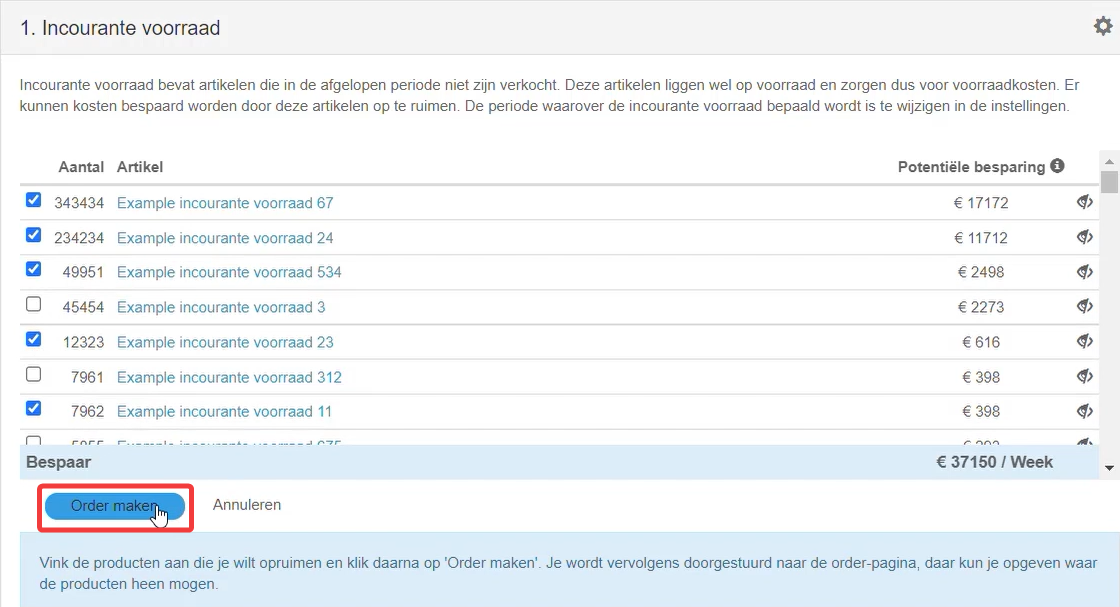 1. Incourante voorraad
Incourante voorraad bevat artikelen die in de afgelopen periode niet zijn verkocht. Deze artikelen liggen wel op voorraad en zorgen dus voor voorraadkosten. Er
kunnen kosten bespaard worden door deze artikelen op te ruimen. De periode waarover de incourante voorraad bepaald wordt is te wijzigen in de instellingen.
Aantal Artikel Potentiële besparing
343434 Example incourante voorraad 67 € 17172
234234 Example incourante voorraad 24 € 11712
49951 Example incourante voorraad 534 € 2498
45454 Example incourante voorraad 3 € 2273
12323 Example incourante voorraad 23 € 616
7961 Example incourante voorraad 312 € 398
7962 Example incourante voorraad 11 € 398
Example incourante voorraad
Bespaar € 37150 / Week
Order maken Annuleren
Vink de producten aan die je wilt opruimen en klik daarna op 'Order maken'. Je wordt vervolgens doorgestuurd naar de order-pagina, daar kun je opgeven waar
de producten heen mogen.